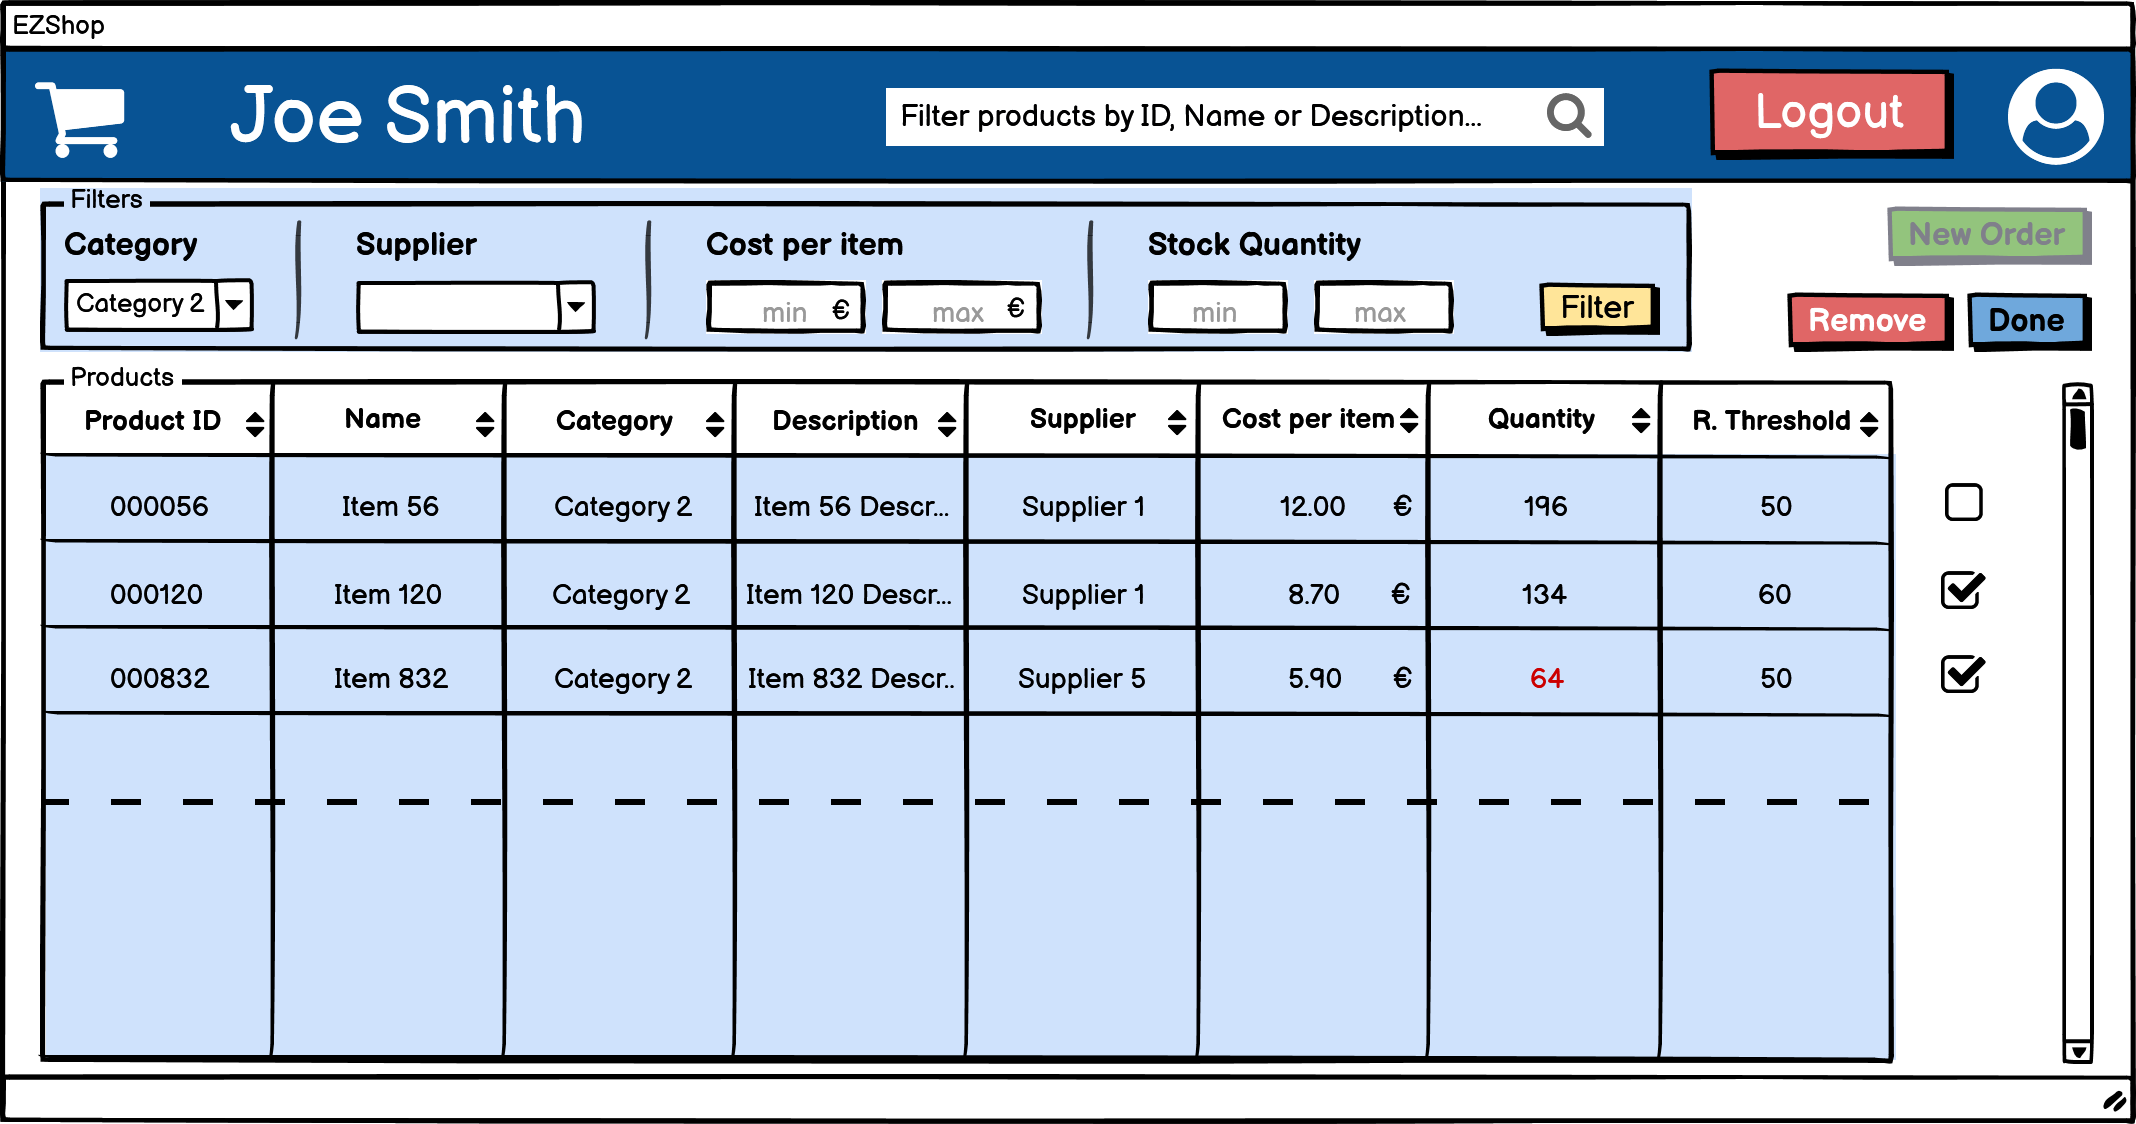 EZShop
Joe Smith
Filter products by ID, Name or Description...
Logout
Filters
Category
Supplier
Cost per item
Stock Quantity
New Order
Category 2
min €
max €
min
max
Filter
Remove
Done
Products
Product ID Name Category Description Supplier Cost per item Quantity R. Threshold
000056 Item 56 Category 2 Item 56 Descr... Supplier 1 12.00 € 196 50
000120 Item 120 Category 2 Item 120 Descr... Supplier 1 8.70 € 134 60
000832 Item 832 Category 2 Item 832 Descr.. Supplier 5 5.90 € 64 50